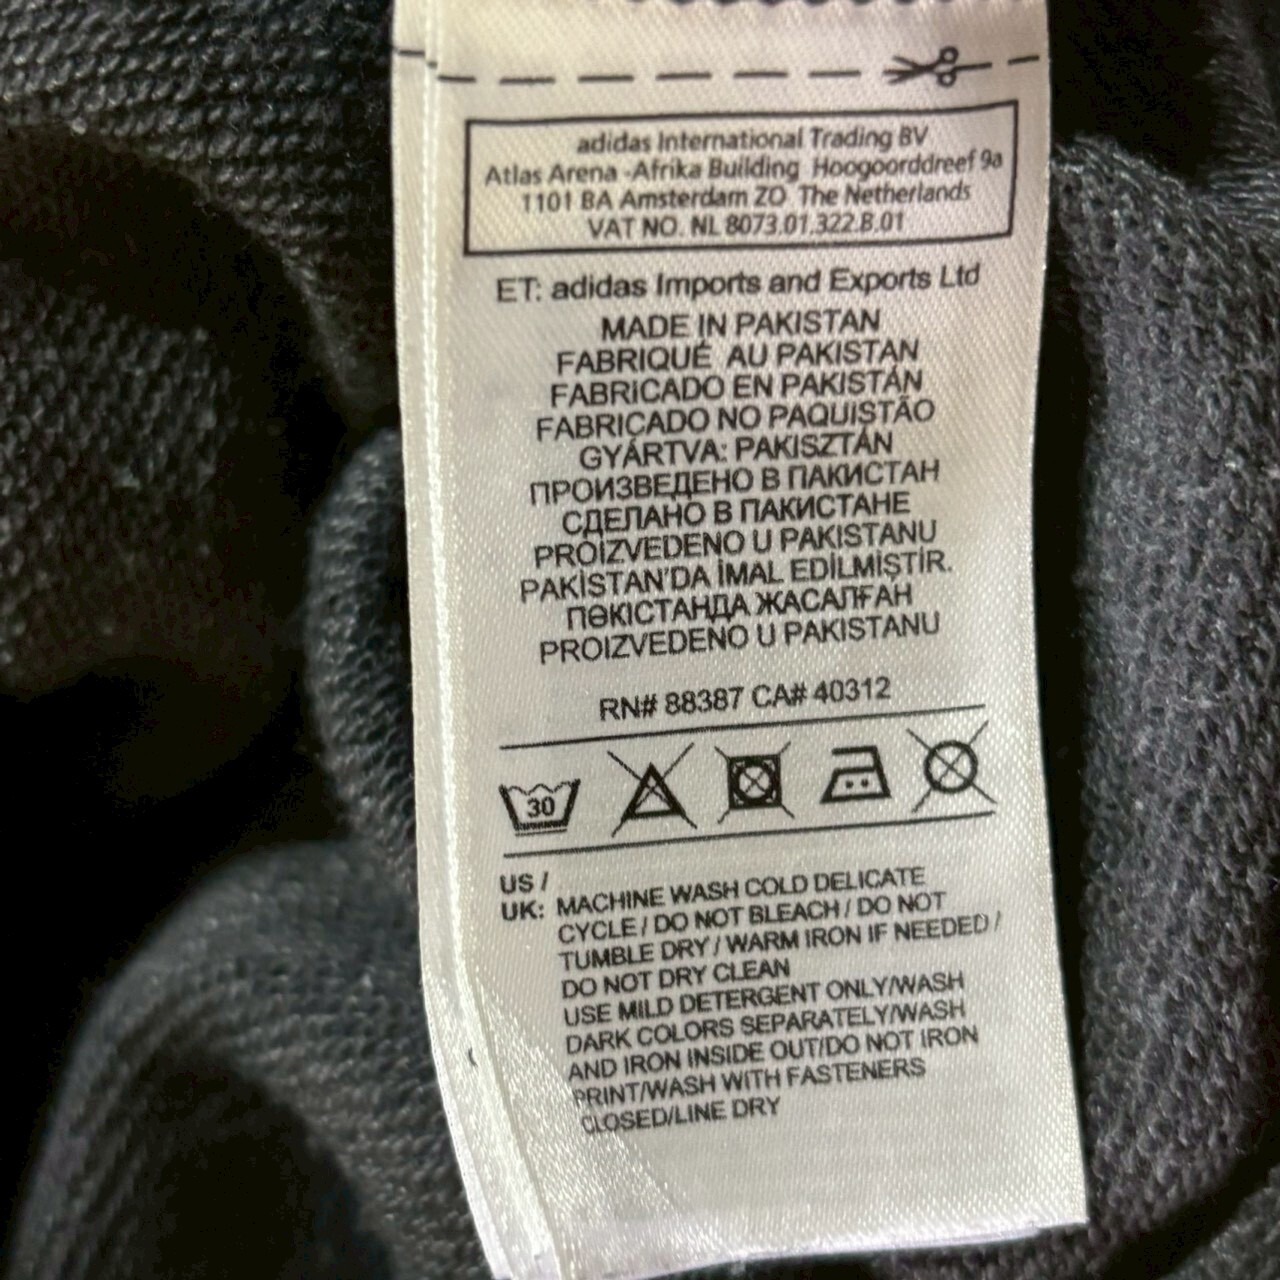 adidas International Trading BV
Atlas Arena -Afrika Building Hoogoorddreef 9a
1101 BA Amsterdam ZO The Netherlands
VAT NO. NL 8073.01.322.B.01
ET: adidas Imports and Exports Ltd
MADE IN PAKISTAN
FABRIQUÉ AU PAKISTAN
FABRICADO EN PAKISTÁN
FABRICADO NO PAQUISTÃO
GYÁRTVA: PAKISZTÁN
ПРОИЗВЕДЕНО В ПАКИСТАН
СДЕЛАНО В ПАКИСТАНЕ
PROIZVEDENO U PAKISTANU
PAKİSTAN'DA İMAL EDİLMİŞTİR.
ПӘКІСТАНДА ЖАСАЛҒАН
PROIZVEDENO U PAKISTANU
RN# 88387 CA# 40312
30
US /
UK: MACHINE WASH COLD DELICATE
CYCLE / DO NOT BLEACH / DO NOT
TUMBLE DRY / WARM IRON IF NEEDED /
DO NOT DRY CLEAN
USE MILD DETERGENT ONLY/WASH
DARK COLORS SEPARATELY/WASH
AND IRON INSIDE OUT/DO NOT IRON
PRINT/WASH WITH FASTENERS
CLOSED/LINE DRY